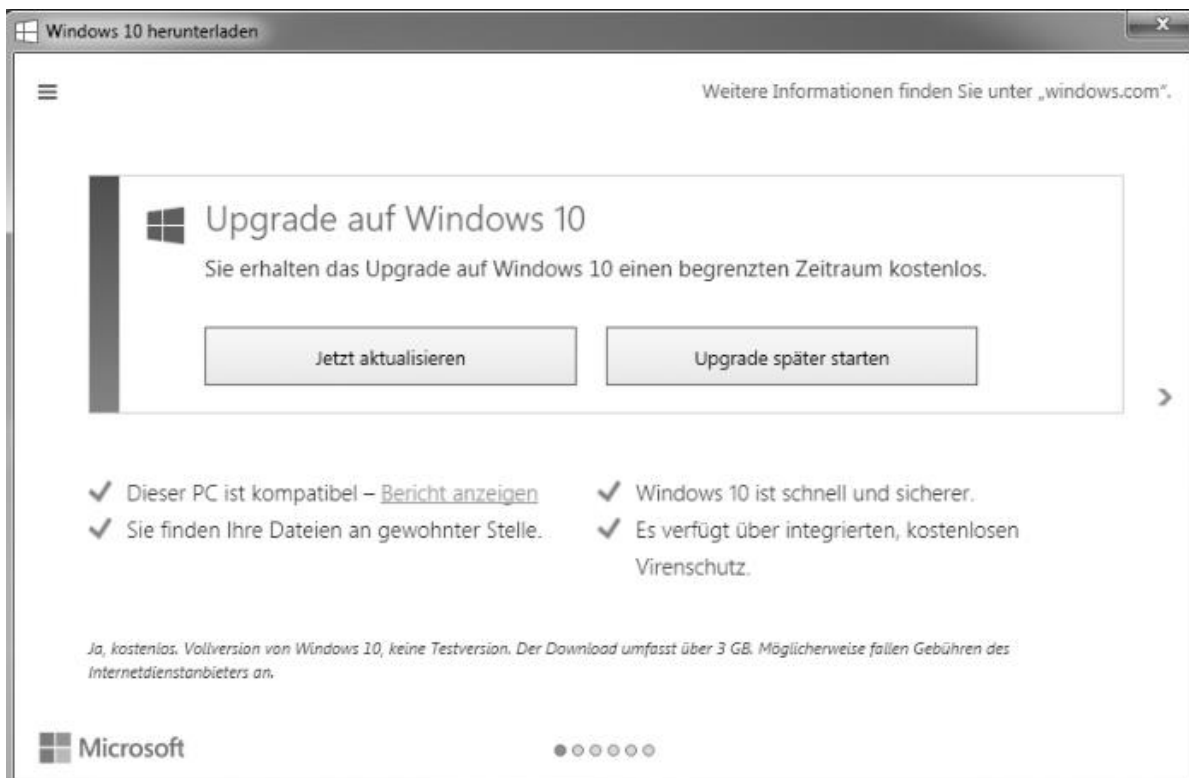 Windows 10 herunterladen
Weitere Informationen finden Sie unter „windows.com“.
Upgrade auf Windows 10
Sie erhalten das Upgrade auf Windows 10 einen begrenzten Zeitraum kostenlos.
Jetzt aktualisieren
Upgrade später starten
Dieser PC ist kompatibel – Bericht anzeigen
Sie finden Ihre Dateien an gewohnter Stelle.
Windows 10 ist schnell und sicherer.
Es verfügt über integrierten, kostenlosen
Virenschutz.
Ja, kostenlos. Vollversion von Windows 10, keine Testversion. Der Download umfasst über 3 GB. Möglicherweise fallen Gebühren des
Internetdienstanbieters an.
Microsoft